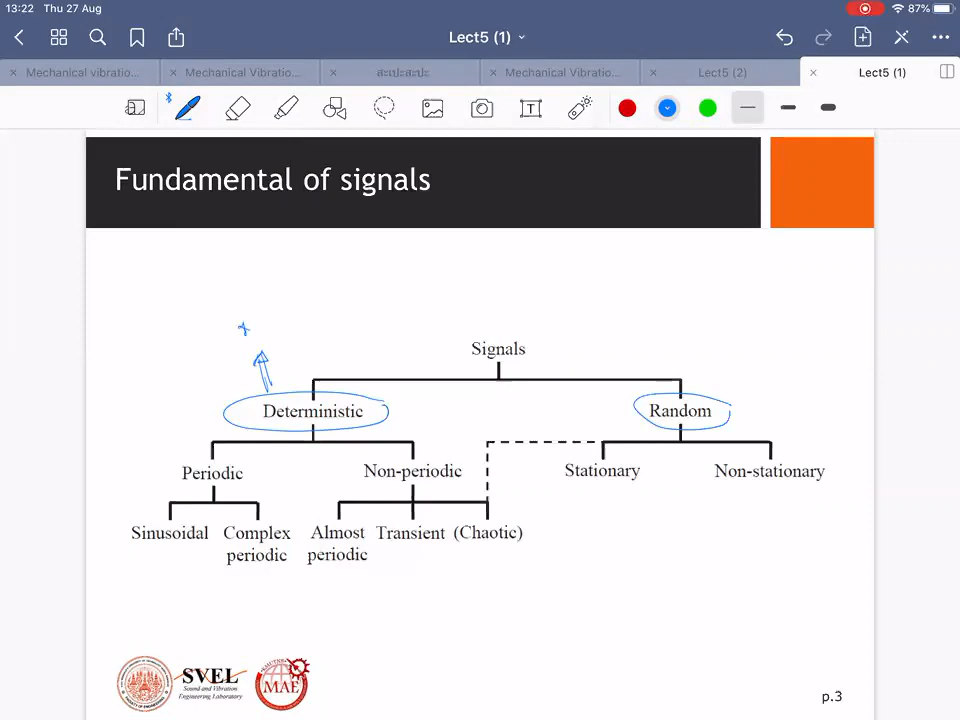 13:22 Thu 27 Aug
87%
Lect5 (1)
Mechanical vibratio...
Mechanical Vibratio...
Mechanical Vibratio...
Lect5 (2)
Lect5 (1)
T
Fundamental of signals
x
Signals
Deterministic
Random
Periodic
Non-periodic
Stationary
Non-stationary
Sinusoidal
Complex periodic
Almost periodic
Transient
(Chaotic)
SVEL
Sound and Vibration
Engineering Laboratory
MAE
p.3